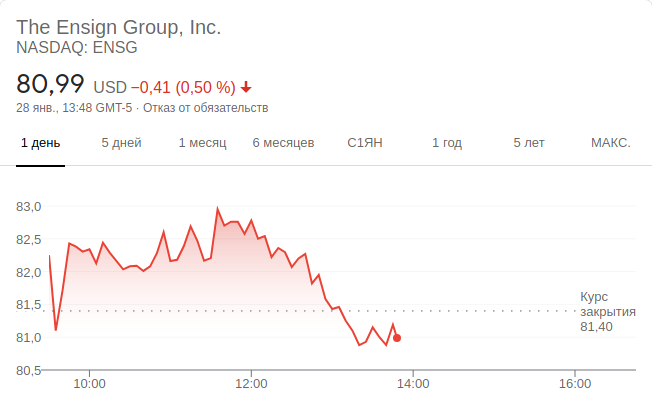 The Ensign Group, Inc.
NASDAQ: ENSG
80,99 USD −0,41 (0,50 %)
28 янв., 13:48 GMT-5 · Отказ от обязательств
1 день 5 дней 1 месяц 6 месяцев С1ЯН 1 год 5 лет МАКС.
83,0
82,5
82,0
81,5
81,0
80,5
Курс
закрытия
81,40
10:00 12:00 14:00 16:00